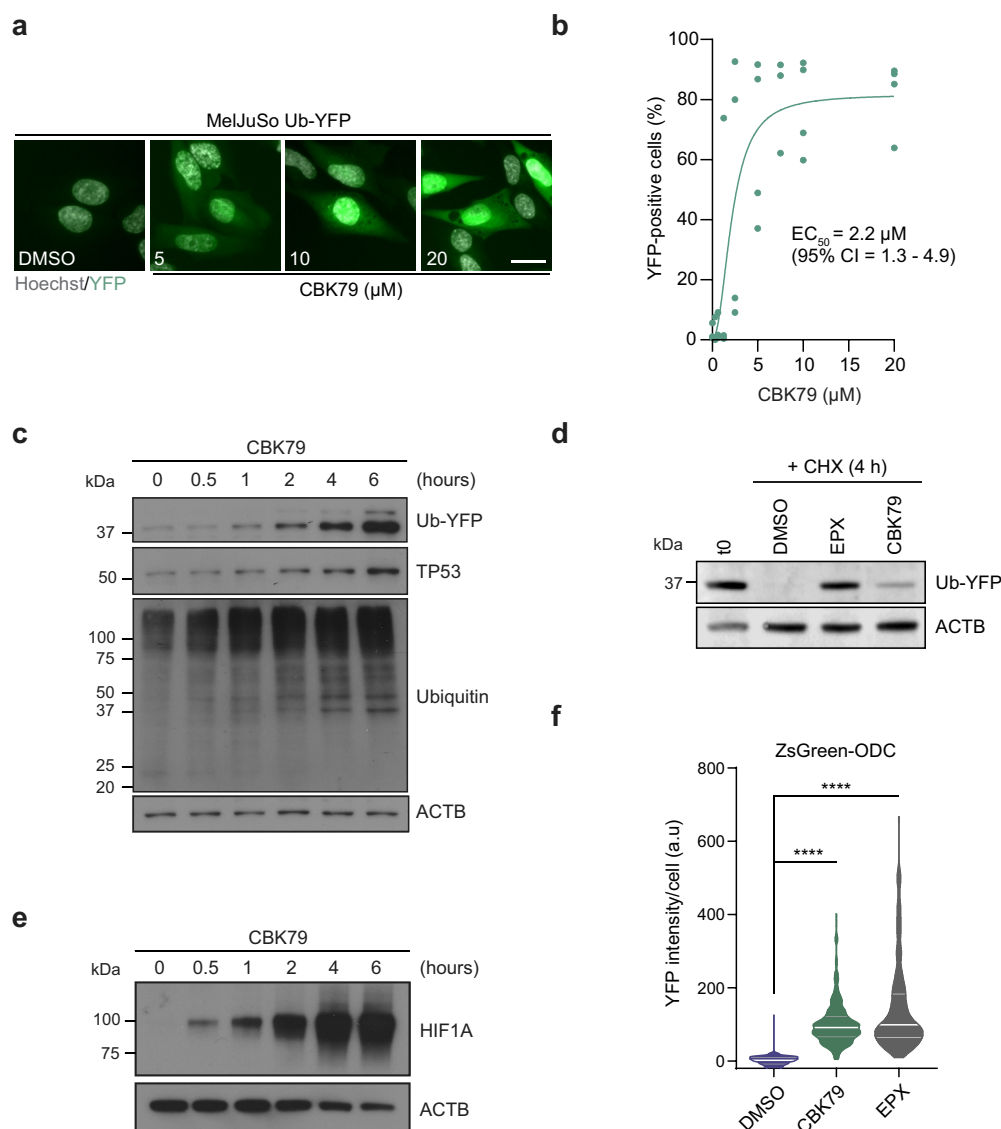 a
MelJuSo Ub-YFP
DMSO
5
10
20
Hoechst/YFP
CBK79 (µM)
b
YFP-positive cells (%)
100
80
60
40
20
0
EC50 = 2.2 µM
(95% CI = 1.3 - 4.9)
0 5 10 15 20
CBK79 (µM)
c
CBK79
kDa 0 0.5 1 2 4 6 (hours)
37
Ub-YFP
50
TP53
100
75
50
37
25
20
Ubiquitin
ACTB
d
+ CHX (4 h)
kDa
t0
DMSO
EPX
CBK79
37
Ub-YFP
ACTB
e
CBK79
kDa 0 0.5 1 2 4 6 (hours)
100
75
HIF1A
ACTB
f
ZsGreen-ODC
YFP intensity/cell (a.u)
800
600
400
200
0
****
****
DMSO
CBK79
EPX